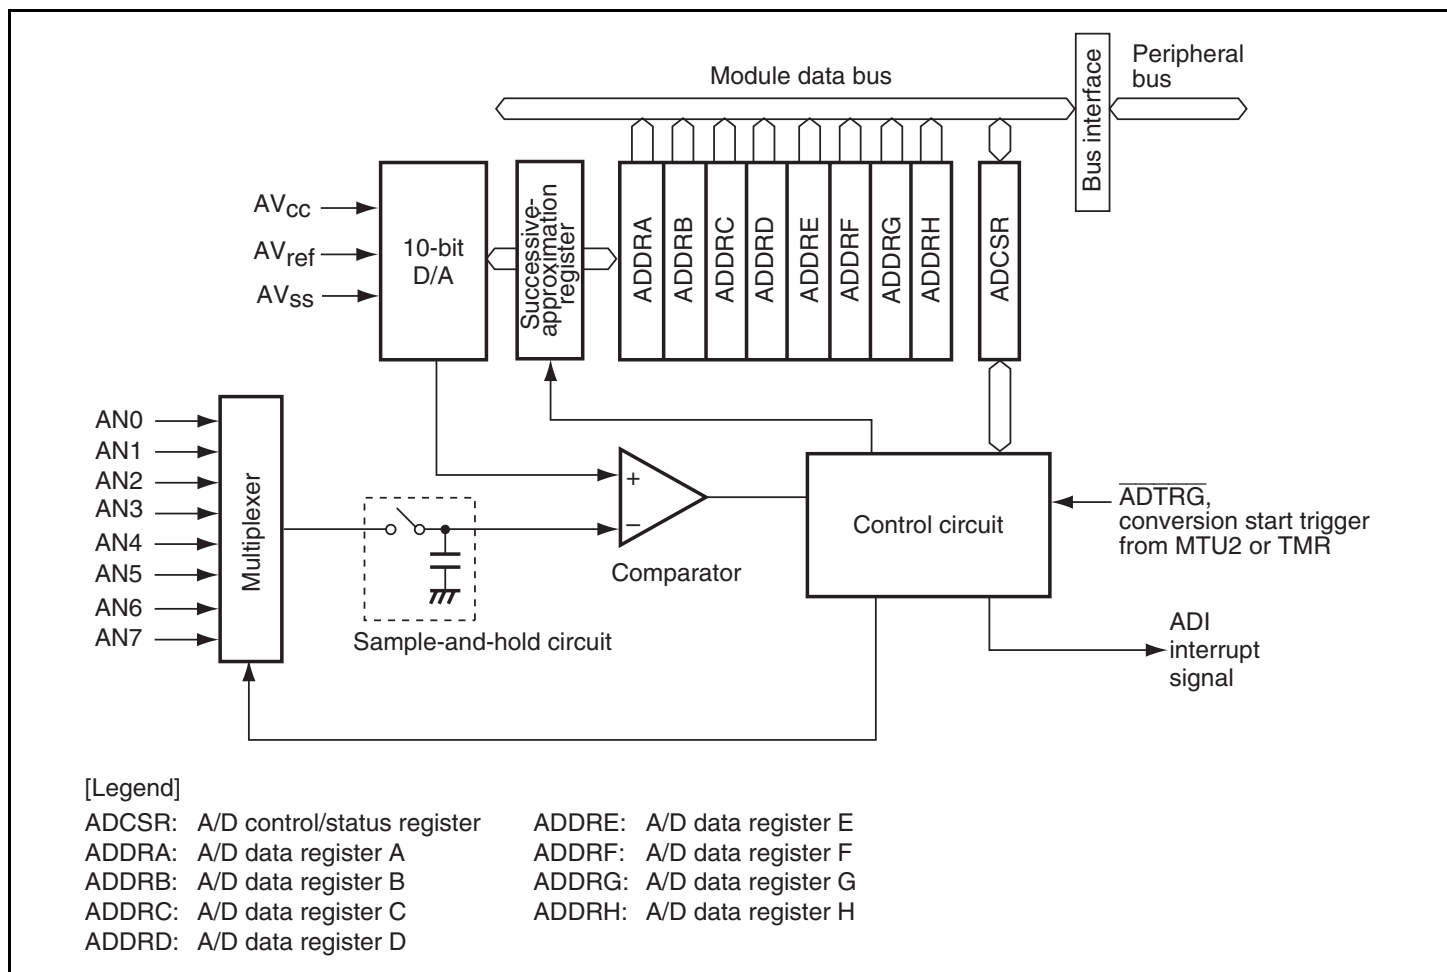 Module data bus
Bus interface
Peripheral
bus
AVcc
AVref
AVss
10-bit
D/A
Successive-
approximation
register
ADDRA
ADDRB
ADDRC
ADDRD
ADDRE
ADDRF
ADDRG
ADDRH
ADCSR
AN0
AN1
AN2
AN3
AN4
AN5
AN6
AN7
Multiplexer
Sample-and-hold circuit
+
−
Comparator
Control circuit
ADTRG,
conversion start trigger
from MTU2 or TMR
ADI
interrupt
signal
[Legend]
ADCSR: A/D control/status register
ADDRA: A/D data register A
ADDRB: A/D data register B
ADDRC: A/D data register C
ADDRD: A/D data register D
ADDRE: A/D data register E
ADDRF: A/D data register F
ADDRG: A/D data register G
ADDRH: A/D data register H